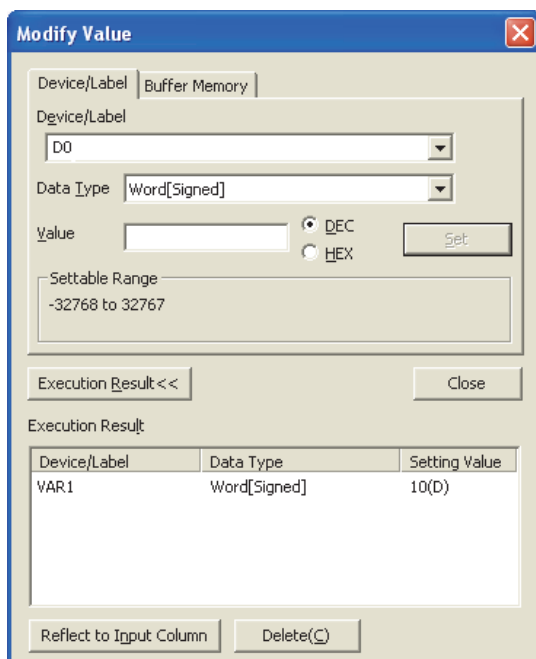 Modify Value
Device/Label Buffer Memory
Device/Label
D0
Data Type Word[Signed]
Value DEC
HEX
Set
Settable Range
-32768 to 32767
Execution Result<< Close
Execution Result
Device/Label Data Type Setting Value
VAR1 Word[Signed] 10(D)
Reflect to Input Column Delete(C)